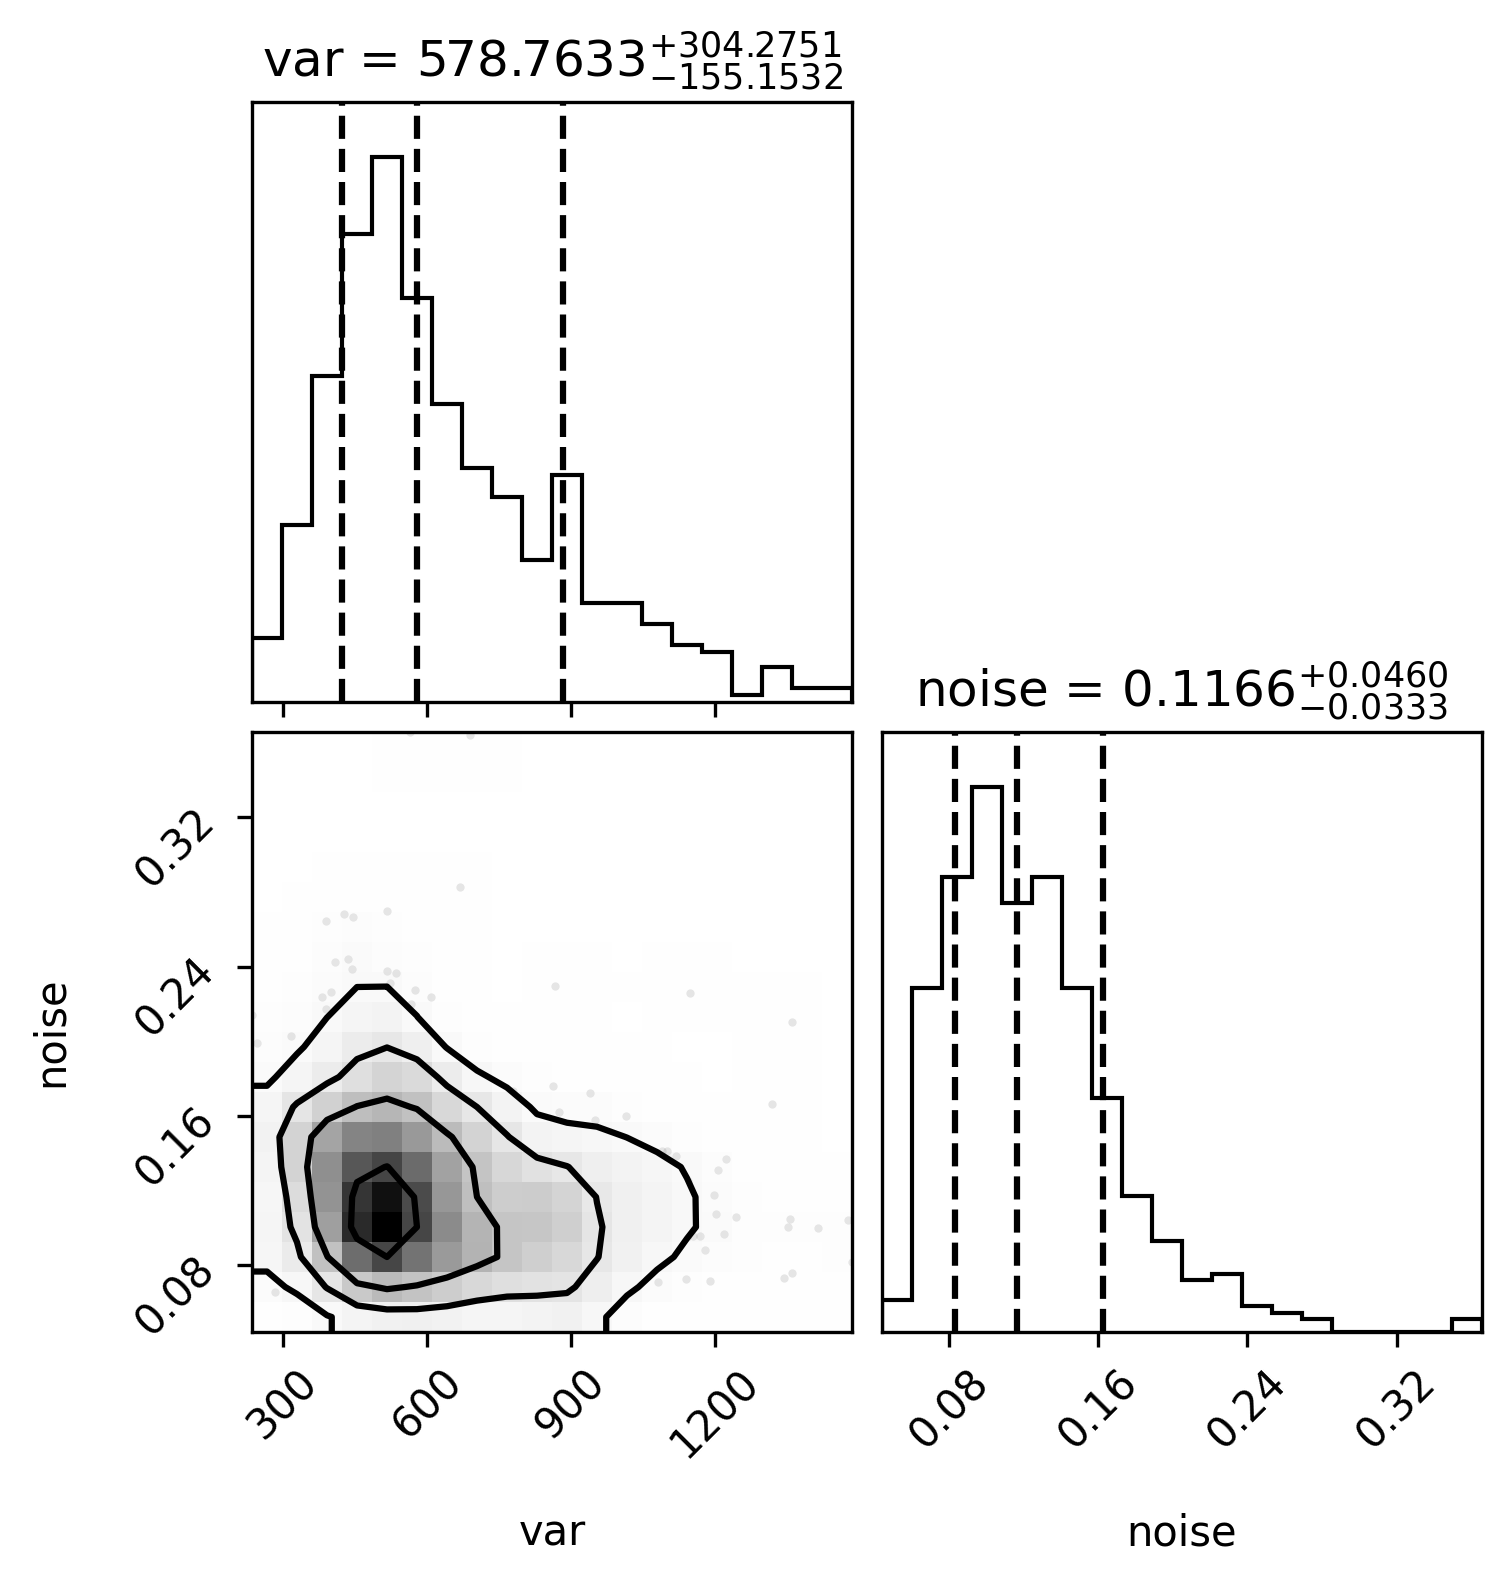 var = 578.7633 +304.2751 −155.1532
noise = 0.1166 +0.0460 −0.0333
0.32
0.24
0.16
0.08
noise
300 600 900 1200
0.08 0.16 0.24 0.32
var
noise